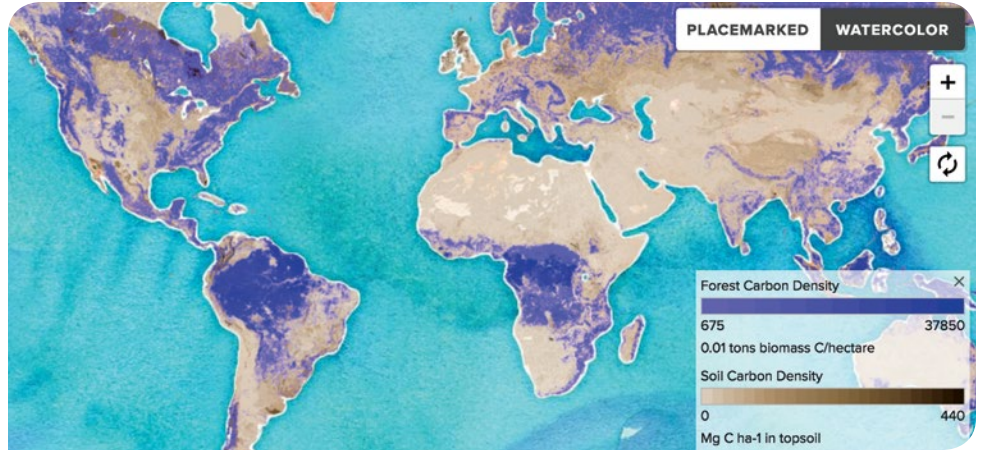 PLACEMARKED WATERCOLOR
+
−
Forest Carbon Density
675 37850
0.01 tons biomass C/hectare
Soil Carbon Density
0 440
Mg C ha-1 in topsoil